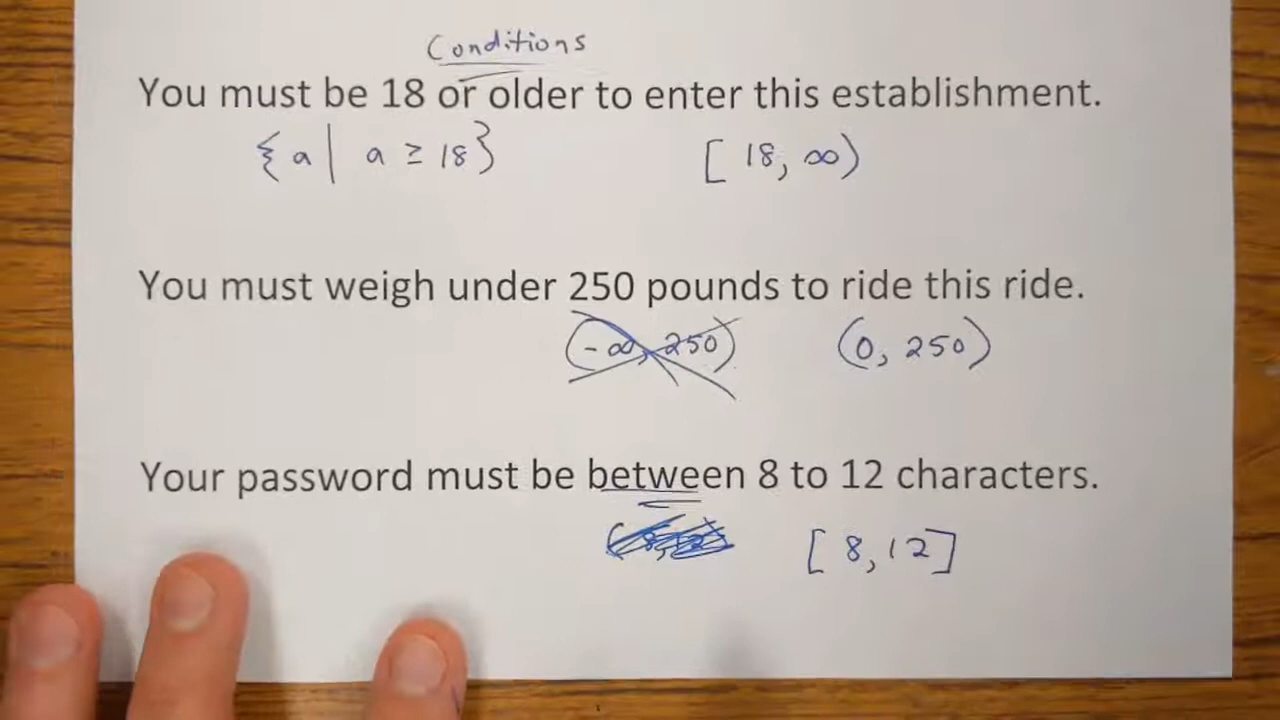 Conditions
You must be 18 or older to enter this establishment.
{a| a ≥ 18} [18, ∞)
You must weigh under 250 pounds to ride this ride.
(-∞, 250) (0, 250)
Your password must be between 8 to 12 characters.
[8, 12]